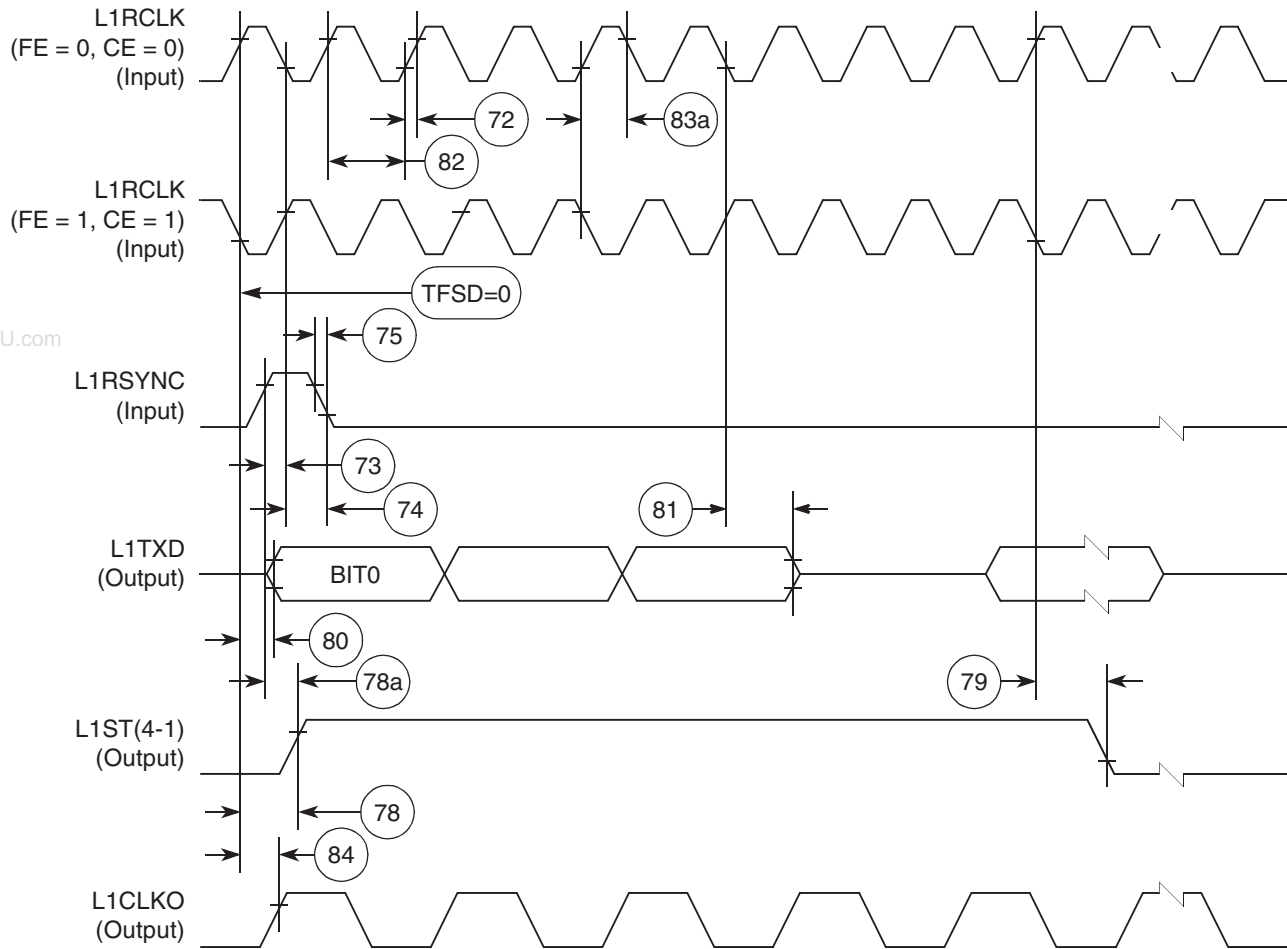 L1RCLK
(FE = 0, CE = 0)
(Input)
72
83a
82
L1RCLK
(FE = 1, CE = 1)
(Input)
TFSD=0
75
U.com
L1RSYNC
(Input)
73
74
81
L1TXD
(Output)
BIT0
80
78a
79
L1ST(4-1)
(Output)
78
84
L1CLKO
(Output)